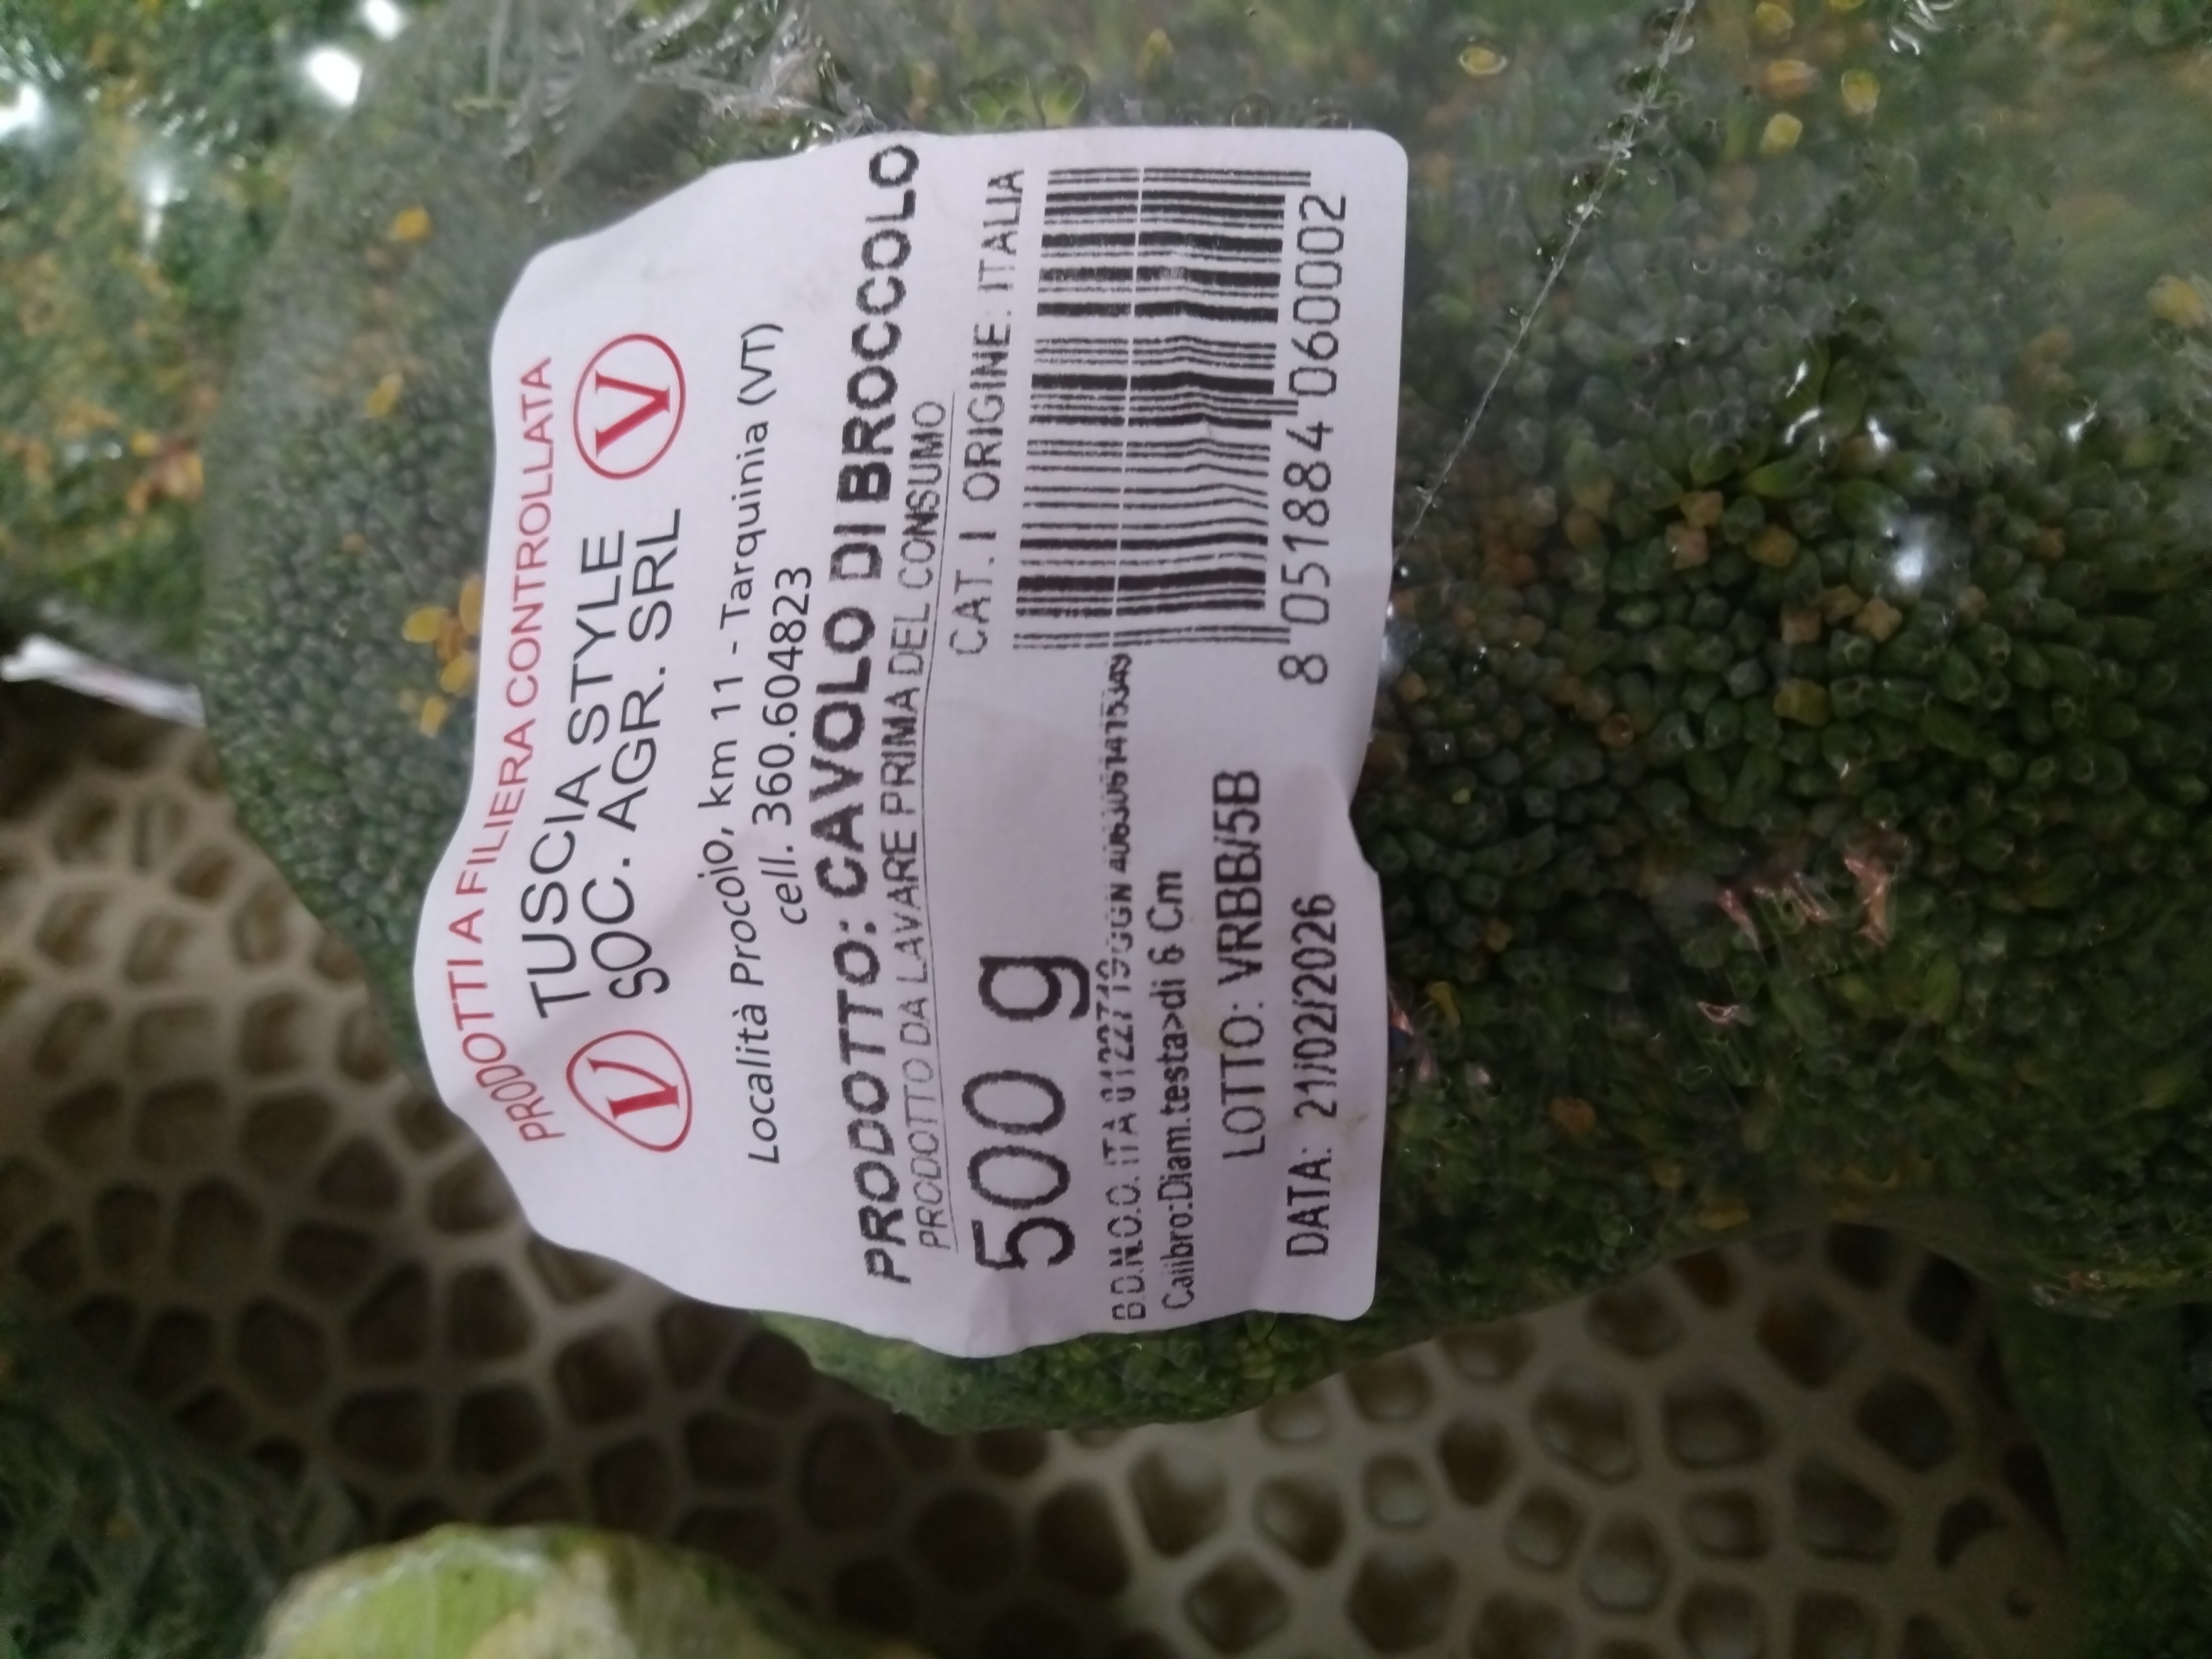 PRODOTTI A FILIERA CONTROLLATA
V TUSCIA STYLE V
SOC. AGR. SRL
Località Procoio, km 11 - Tarquinia (VT)
cell. 360.604823
PRODOTTO: CAVOLO DI BROCCOLO
PRODOTTO DA LAVARE PRIMA DEL CONSUMO
500 g
CAT. I ORIGINE: ITALIA
B.D.N.O.O. ITA
Calibro:Diam.testa>di 6 Cm
LOTTO: VRBB/5B
DATA: 21/02/2026
8 051884 060002